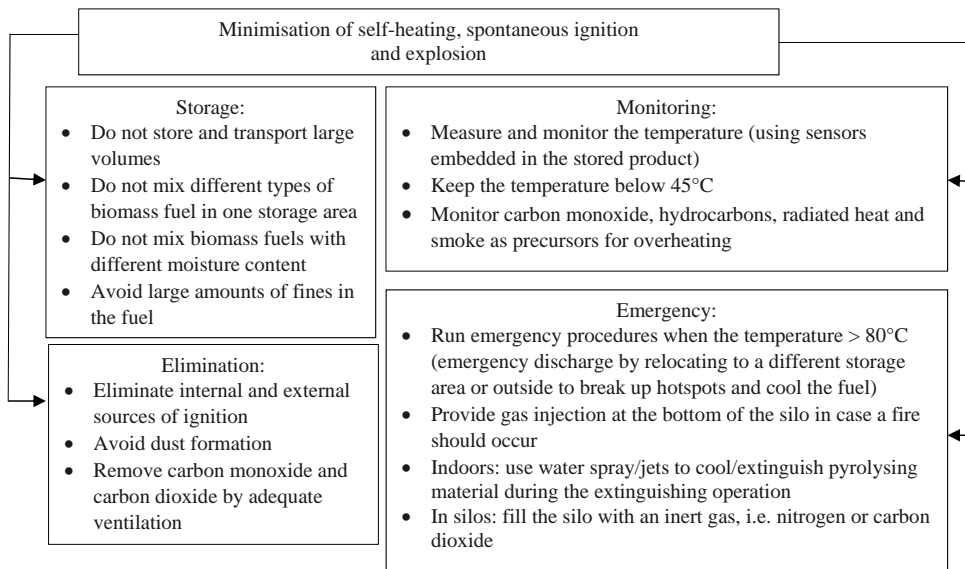 Minimisation of self-heating, spontaneous ignition
and explosion
Storage:
• Do not store and transport large
volumes
• Do not mix different types of
biomass fuel in one storage area
• Do not mix biomass fuels with
different moisture content
• Avoid large amounts of fines in
the fuel
Elimination:
• Eliminate internal and external
sources of ignition
• Avoid dust formation
• Remove carbon monoxide and
carbon dioxide by adequate
ventilation
Monitoring:
• Measure and monitor the temperature (using sensors
embedded in the stored product)
• Keep the temperature below 45°C
• Monitor carbon monoxide, hydrocarbons, radiated heat and
smoke as precursors for overheating
Emergency:
• Run emergency procedures when the temperature > 80°C
(emergency discharge by relocating to a different storage
area or outside to break up hotspots and cool the fuel)
• Provide gas injection at the bottom of the silo in case a fire
should occur
• Indoors: use water spray/jets to cool/extinguish pyrolysing
material during the extinguishing operation
• In silos: fill the silo with an inert gas, i.e. nitrogen or carbon
dioxide